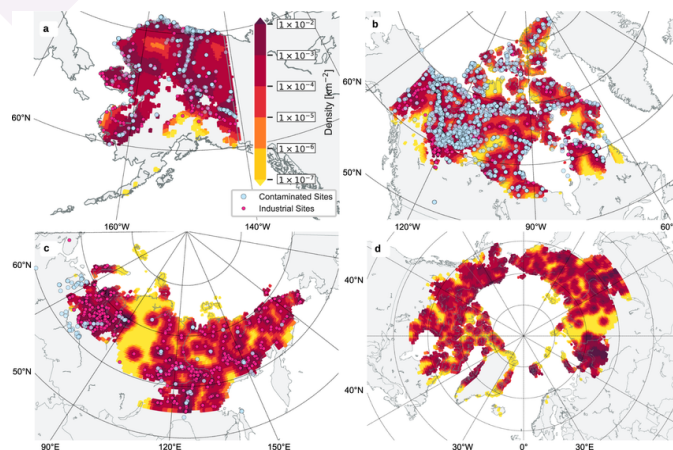 a
b
1 × 10⁻²
1 × 10⁻³
1 × 10⁻⁴
1 × 10⁻⁵
1 × 10⁻⁶
1 × 10⁻⁷
Density [km⁻²]
60°N
60°N
50°N
Contaminated Sites
Industrial Sites
160°W
140°W
120°W
90°W
60°
c
d
60°N
50°N
40°N
40°N
90°E
120°E
150°E
30°W
0°
30°E